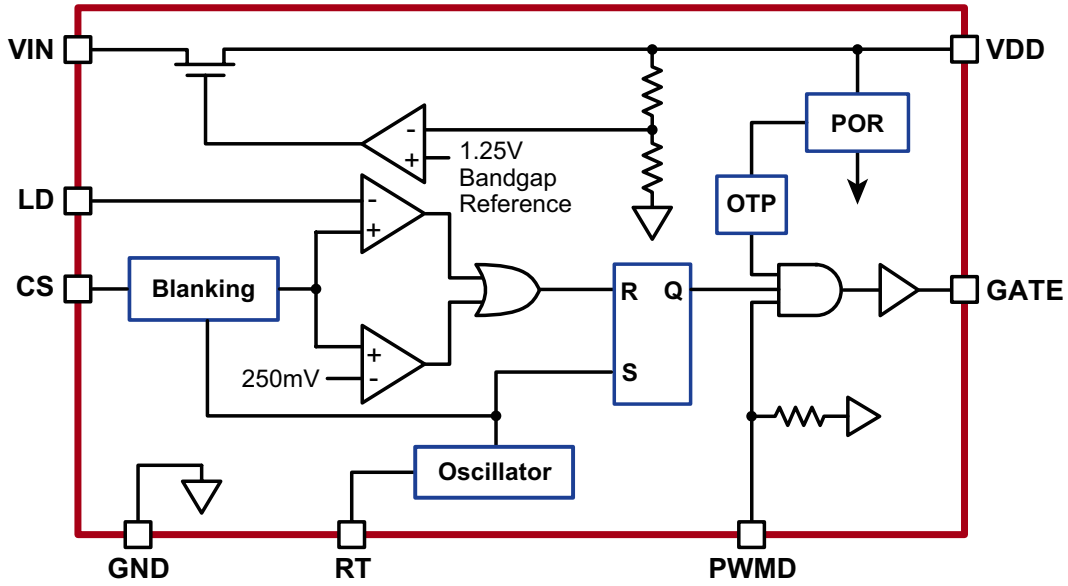 VIN
VDD
-
+
1.25V
Bandgap
Reference
POR
LD
-
+
OTP
CS
Blanking
R
Q
GATE
+
-
250mV
S
Oscillator
GND
RT
PWMD